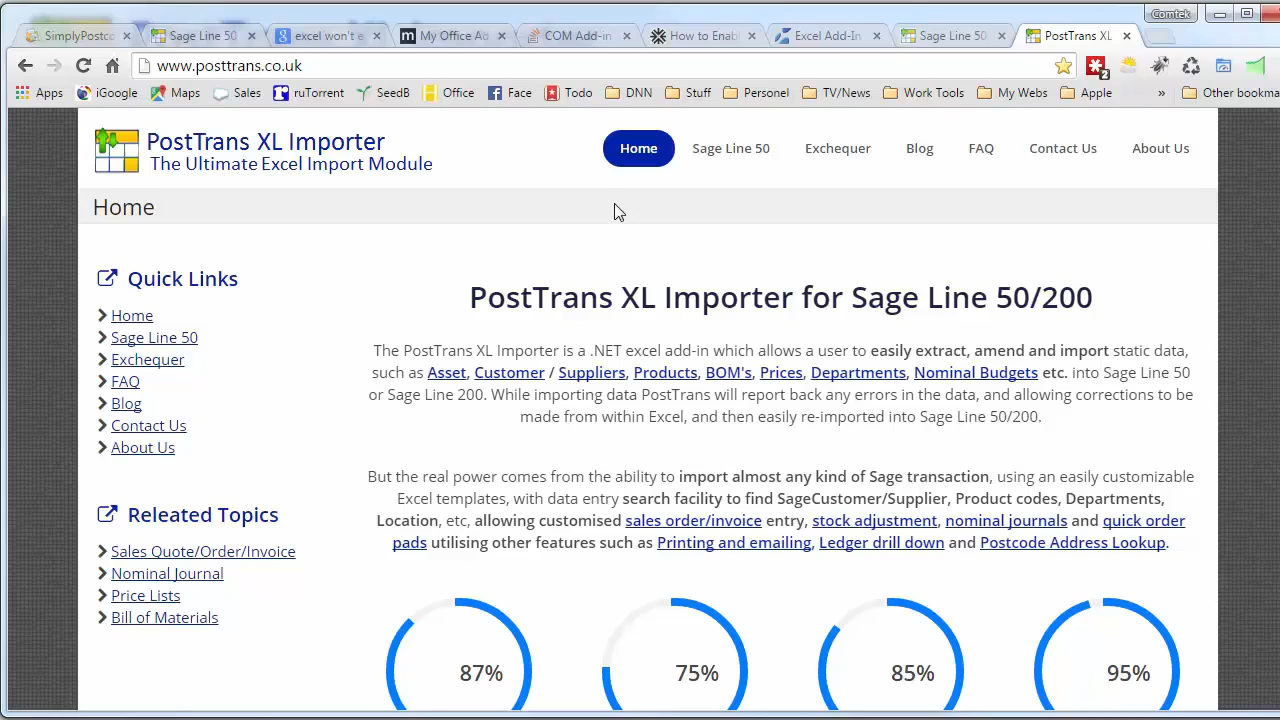 Comtek
SimplyPostco
Sage Line 50
excel won't e
My Office Ad
COM Add-in
How to Enab
Excel Add-In
Sage Line 50
PostTrans XL
www.posttrans.co.uk
2
Apps
iGoogle
Maps
Sales
ruTorrent
SeedB
Office
Face
Todo
DNN
Stuff
Personel
TV/News
Work Tools
My Webs
Apple
»
Other bookma
PostTrans XL Importer
The Ultimate Excel Import Module
Home
Sage Line 50
Exchequer
Blog
FAQ
Contact Us
About Us
Home
Quick Links
Home
Sage Line 50
Exchequer
FAQ
Blog
Contact Us
About Us
Releated Topics
Sales Quote/Order/Invoice
Nominal Journal
Price Lists
Bill of Materials
PostTrans XL Importer for Sage Line 50/200
The PostTrans XL Importer is a .NET excel add-in which allows a user to easily extract, amend and import static data,
such as Asset, Customer / Suppliers, Products, BOM's, Prices, Departments, Nominal Budgets etc. into Sage Line 50
or Sage Line 200. While importing data PostTrans will report back any errors in the data, and allowing corrections to be
made from within Excel, and then easily re-imported into Sage Line 50/200.
But the real power comes from the ability to import almost any kind of Sage transaction, using an easily customizable
Excel templates, with data entry search facility to find SageCustomer/Supplier, Product codes, Departments,
Location, etc, allowing customised sales order/invoice entry, stock adjustment, nominal journals and quick order
pads utilising other features such as Printing and emailing, Ledger drill down and Postcode Address Lookup.
87%
75%
85%
95%